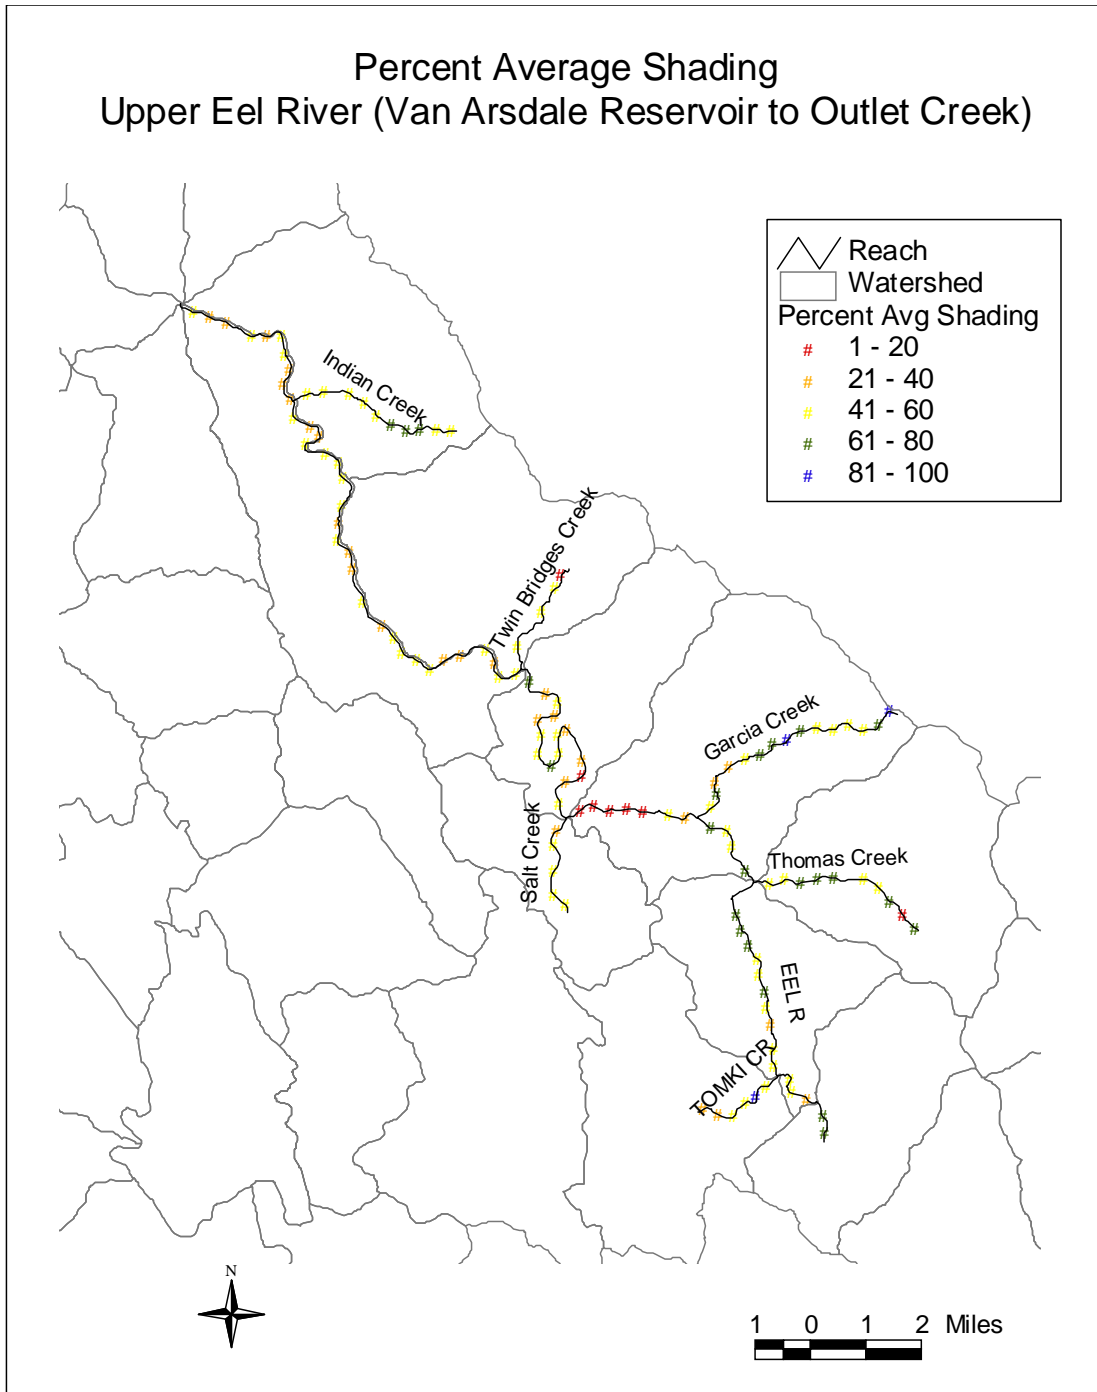 Percent Average Shading
Upper Eel River (Van Arsdale Reservoir to Outlet Creek)
Reach
Watershed
Percent Avg Shading
# 1 - 20
# 21 - 40
# 41 - 60
# 61 - 80
# 81 - 100
Indian Creek
Twin Bridges Creek
Garcia Creek
Salt Creek
Thomas Creek
EEL R
TOMKI CR
N
1 0 1 2 Miles